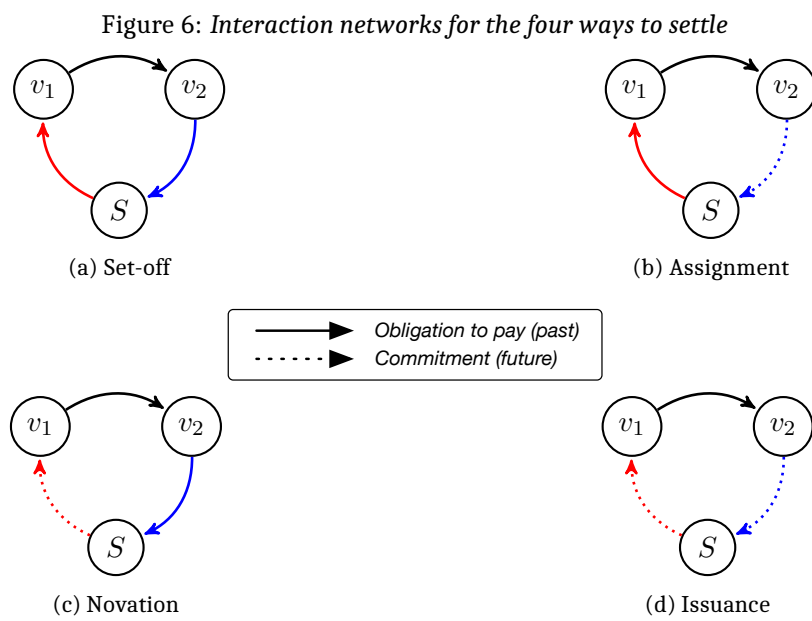 Figure 6: Interaction networks for the four ways to settle
v1 v2
S
(a) Set-off
v1 v2
S
(b) Assignment
Obligation to pay (past)
Commitment (future)
v1 v2
S
(c) Novation
v1 v2
S
(d) Issuance